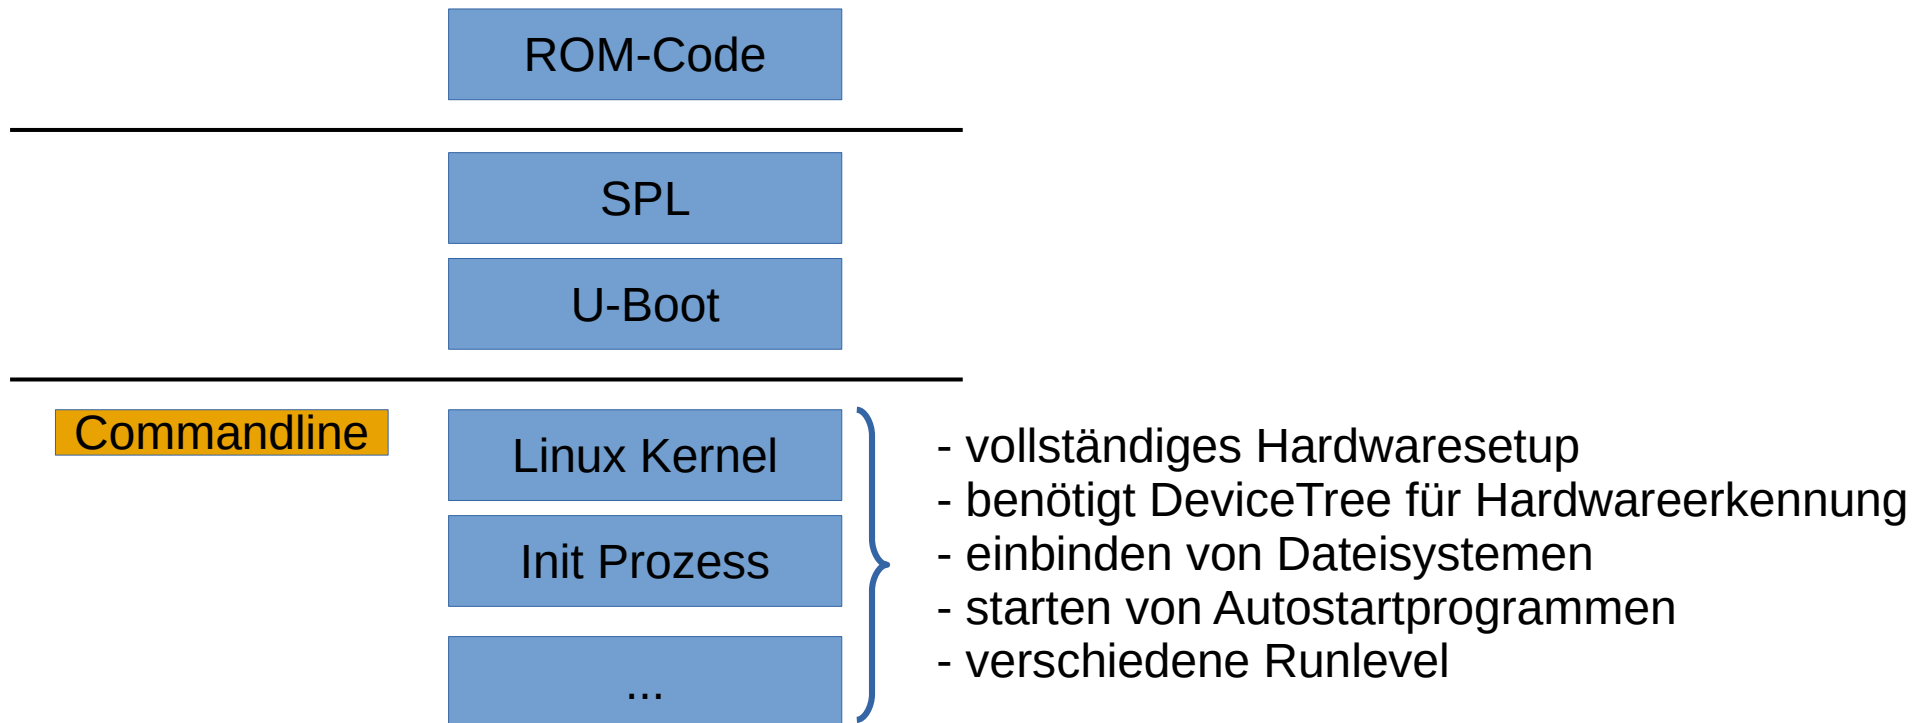 ROM-Code
SPL
U-Boot
Commandline
Linux Kernel
Init Prozess
...
- vollständiges Hardwaresetup
- benötigt DeviceTree für Hardwareerkennung
- einbinden von Dateisystemen
- starten von Autostartprogrammen
- verschiedene Runlevel